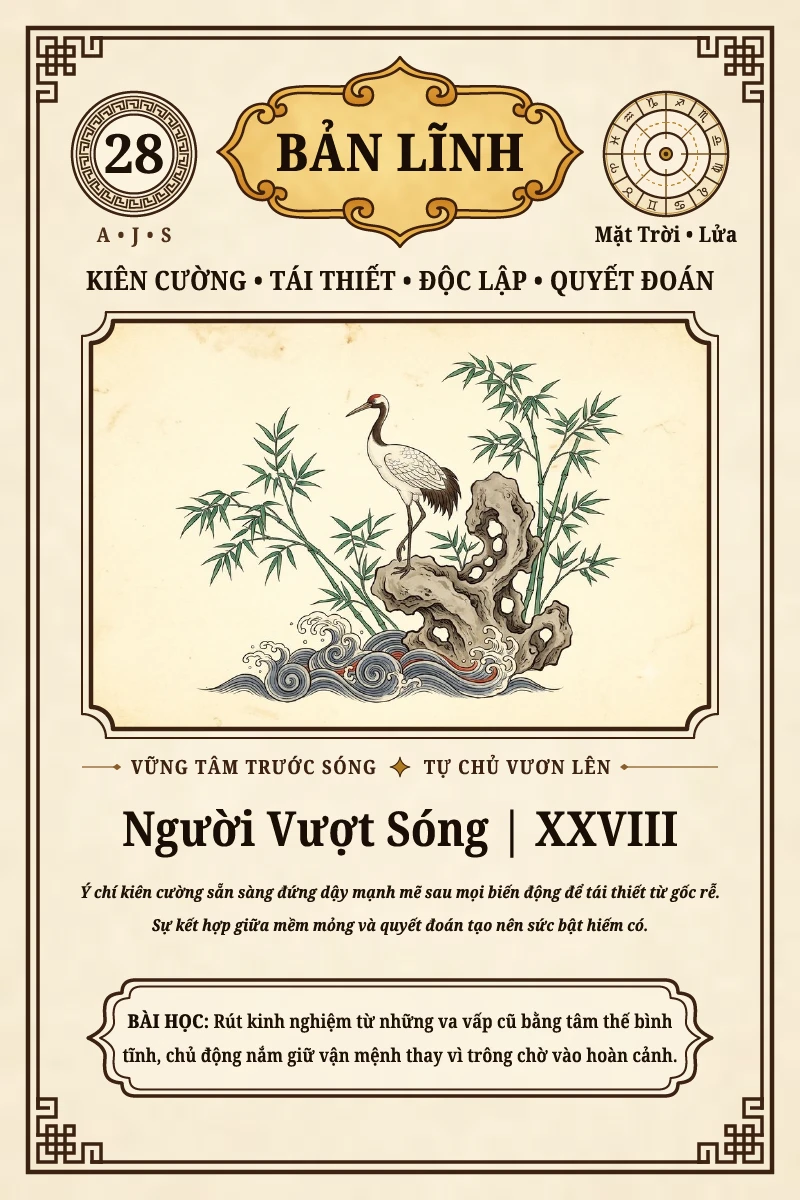 28
BẢN LĨNH
A • J • S
Mặt Trời • Lửa
KIÊN CƯỜNG • TÁI THIẾT • ĐỘC LẬP • QUYẾT ĐOÁN
VỮNG TÂM TRƯỚC SÓNG ✦ TỰ CHỦ VƯƠN LÊN
Người Vượt Sóng | XXVIII
Ý chí kiên cường sẵn sàng đứng dậy mạnh mẽ sau mọi biến động để tái thiết từ gốc rễ.
Sự kết hợp giữa mềm mỏng và quyết đoán tạo nên sức bật hiếm có.
BÀI HỌC: Rút kinh nghiệm từ những va vấp cũ bằng tâm thế bình
tĩnh, chủ động nắm giữ vận mệnh thay vì trông chờ vào hoàn cảnh.